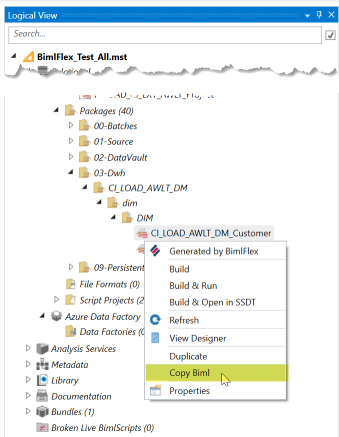 Logical View
Search...
BimlFlex_Test_All.mst
Packages (40)
00-Batches
01-Source
02-DataVault
03-Dwh
CI_LOAD_AWLT_DM
dim
DIM
CI_LOAD_AWLT_DM_Customer
Generated by BimlFlex
Build
Build & Run
Build & Open in SSDT
Refresh
View Designer
Duplicate
Copy Biml
Properties
09-Persistent
File Formats (0)
Script Projects (2
Azure Data Factory
Data Factories (
Analysis Services
Metadata
Library
Documentation
Bundles (1)
Broken Live BimlScripts (0)